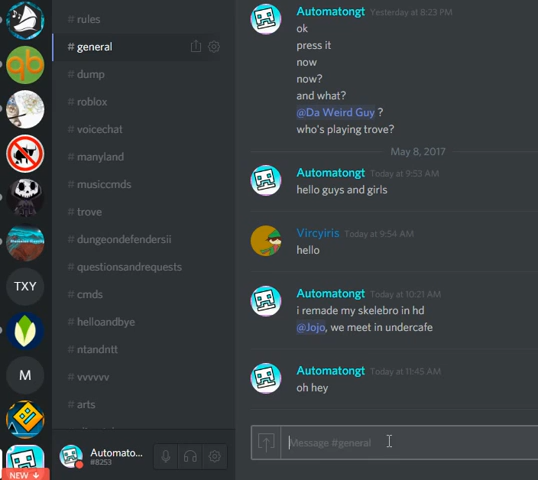 # rules
# general
# dump
# roblox
# voicechat
# manyland
# musiccmds
# trove
# dungeondefendersii
# questionsandrequests
# cmds
# helloandbye
# ntandntt
# vvvvvv
# arts
TXY
M
NEW ↓
Automato...
#8253
Automatongt Yesterday at 8:23 PM
ok
press it
now
now?
and what?
@Da Weird Guy ?
who's playing trove?
May 8, 2017
Automatongt Today at 9:53 AM
hello guys and girls
Vircyiris Today at 9:54 AM
hello
Automatongt Today at 10:21 AM
i remade my skelebro in hd
@Jojo, we meet in undercafe
Automatongt Today at 11:45 AM
oh hey
Message #general